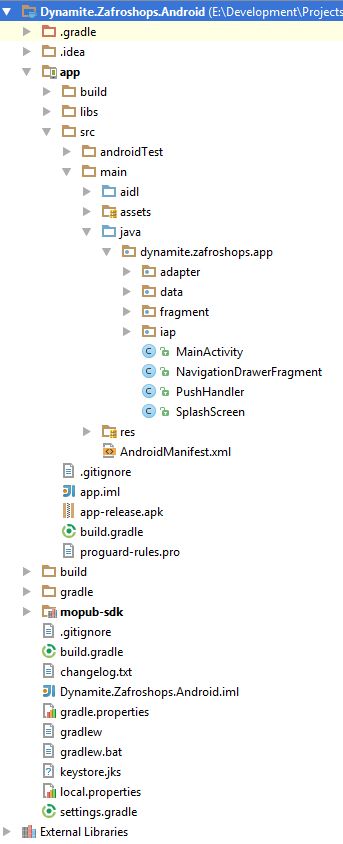 Dynamite.Zafroshops.Android (E:\Development\Projects
.gradle
.idea
app
build
libs
src
androidTest
main
aidl
assets
java
dynamite.zafroshops.app
adapter
data
fragment
iap
C MainActivity
C NavigationDrawerFragment
C PushHandler
C SplashScreen
res
AndroidManifest.xml
.gitignore
app.iml
app-release.apk
build.gradle
proguard-rules.pro
build
gradle
mopub-sdk
.gitignore
build.gradle
changelog.txt
Dynamite.Zafroshops.Android.iml
gradle.properties
gradlew
gradlew.bat
keystore.jks
local.properties
settings.gradle
External Libraries